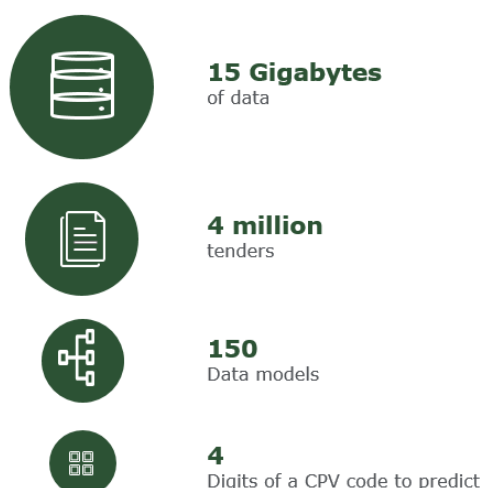 15 Gigabytes
of data
4 million
tenders
150
Data models
4
Digits of a CPV code to predict